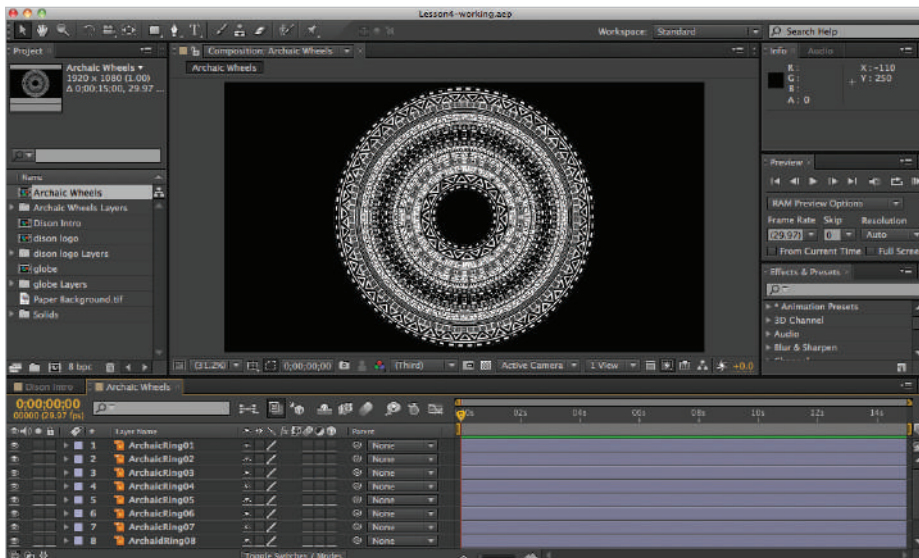 Lesson4-working.aep
Workspace: Standard
Search Help
Project
Archaic Wheels
1920 x 1080 (1.00)
Δ 0;00;15;00, 29.97 ...
Name
Archaic Wheels
Archaic Wheels Layers
Dison Intro
dison logo
dison logo Layers
globe
globe Layers
Paper Background.tif
Solids
8 bpc
Composition: Archaic Wheels
Archaic Wheels
(31.2%)
0;00;00;00
(Third)
Active Camera
1 View
+0.0
Info
Audio
R :
G :
B :
A : 0
X : -110
Y : 250
Preview
RAM Preview Options
Frame Rate Skip Resolution
(29.97) 0 Auto
From Current Time Full Scree
Effects & Presets
* Animation Presets
3D Channel
Audio
Blur & Sharpen
Dison Intro
Archaic Wheels
0;00;00;00
00000 (29.97 fps)
# Layer Name Parent
02s 04s 06s 08s 10s 12s 14s
1 ArchaicRing01 None
2 ArchaicRing02 None
3 ArchaicRing03 None
4 ArchaicRing04 None
5 ArchaicRing05 None
6 ArchaicRing06 None
7 ArchaicRing07 None
8 ArchaidRing08 None
Toggle Switches / Modes